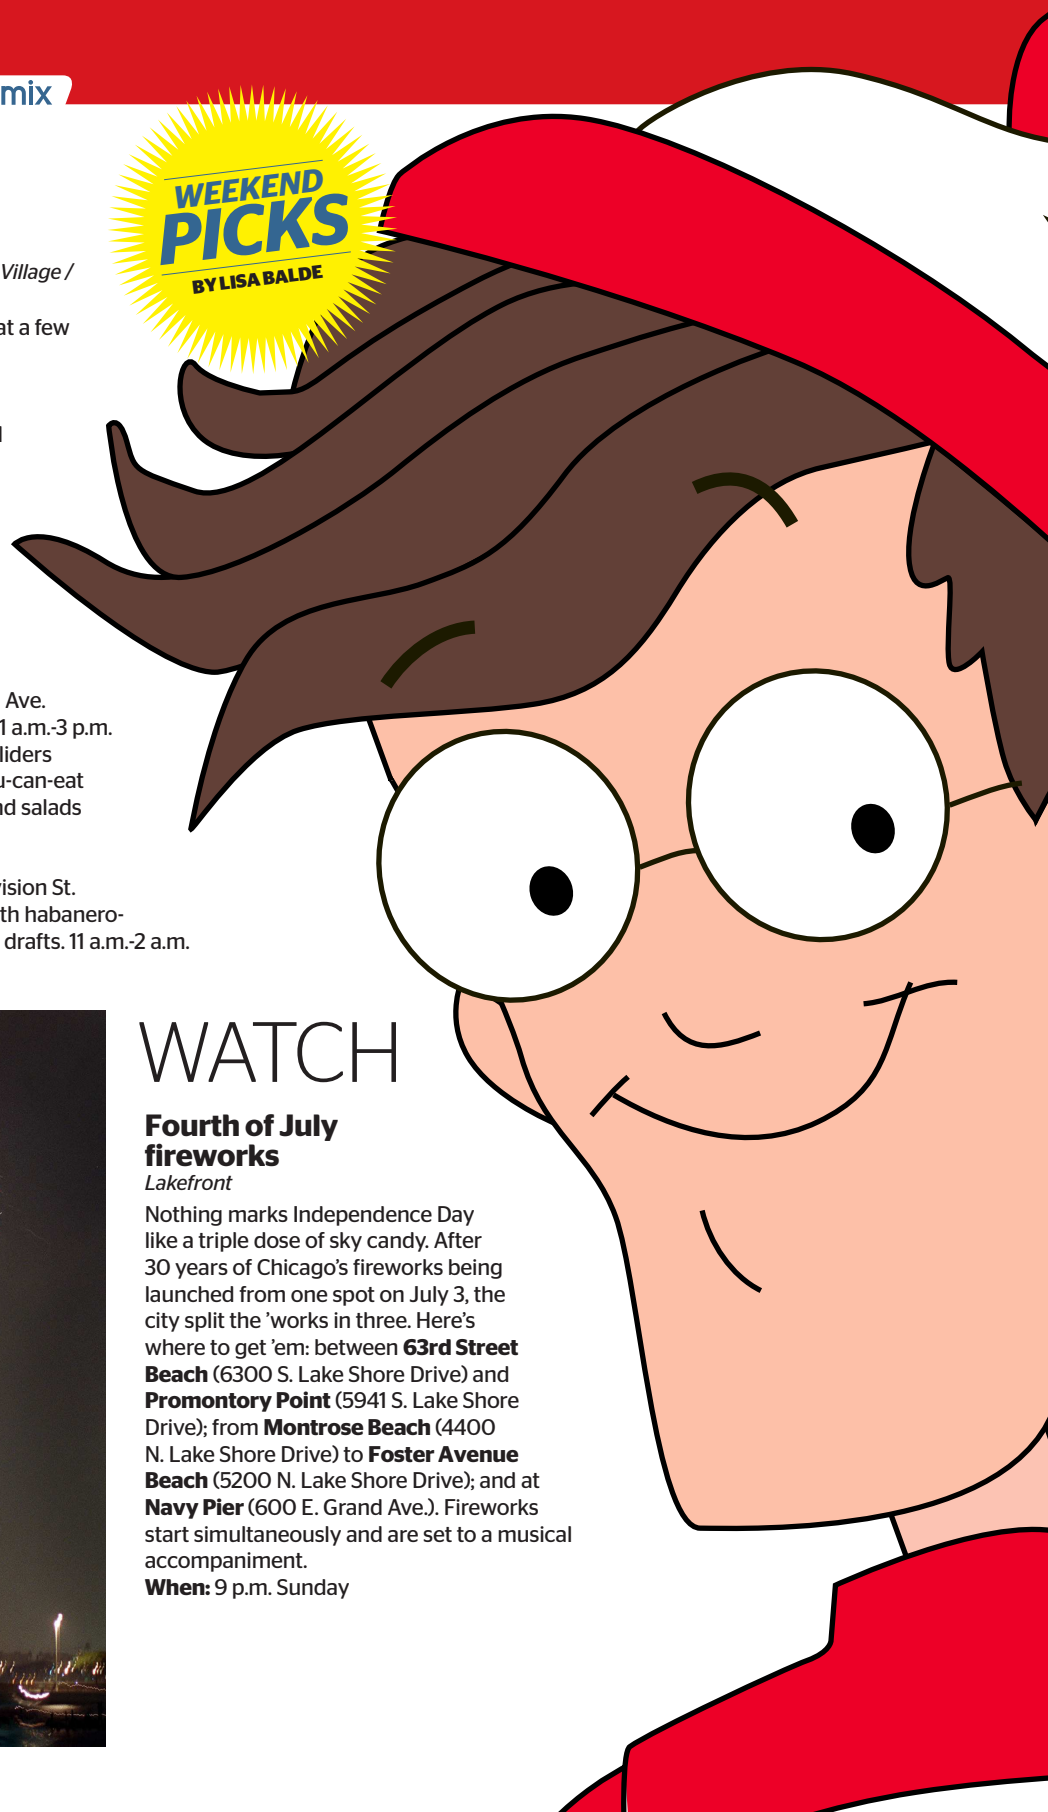 mix
WEEKEND
PICKS
BY LISA BALDE
Village /
at a few
Ave.
1 a.m.-3 p.m.
liders
u-can-eat
nd salads
ision St.
th habanero-
drafts. 11 a.m.-2 a.m.
WATCH
Fourth of July
fireworks
Lakefront
Nothing marks Independence Day
like a triple dose of sky candy. After
30 years of Chicago’s fireworks being
launched from one spot on July 3, the
city split the ’works in three. Here’s
where to get ’em: between 63rd Street
Beach (6300 S. Lake Shore Drive) and
Promontory Point (5941 S. Lake Shore
Drive); from Montrose Beach (4400
N. Lake Shore Drive) to Foster Avenue
Beach (5200 N. Lake Shore Drive); and at
Navy Pier (600 E. Grand Ave.). Fireworks
start simultaneously and are set to a musical
accompaniment.
When: 9 p.m. Sunday